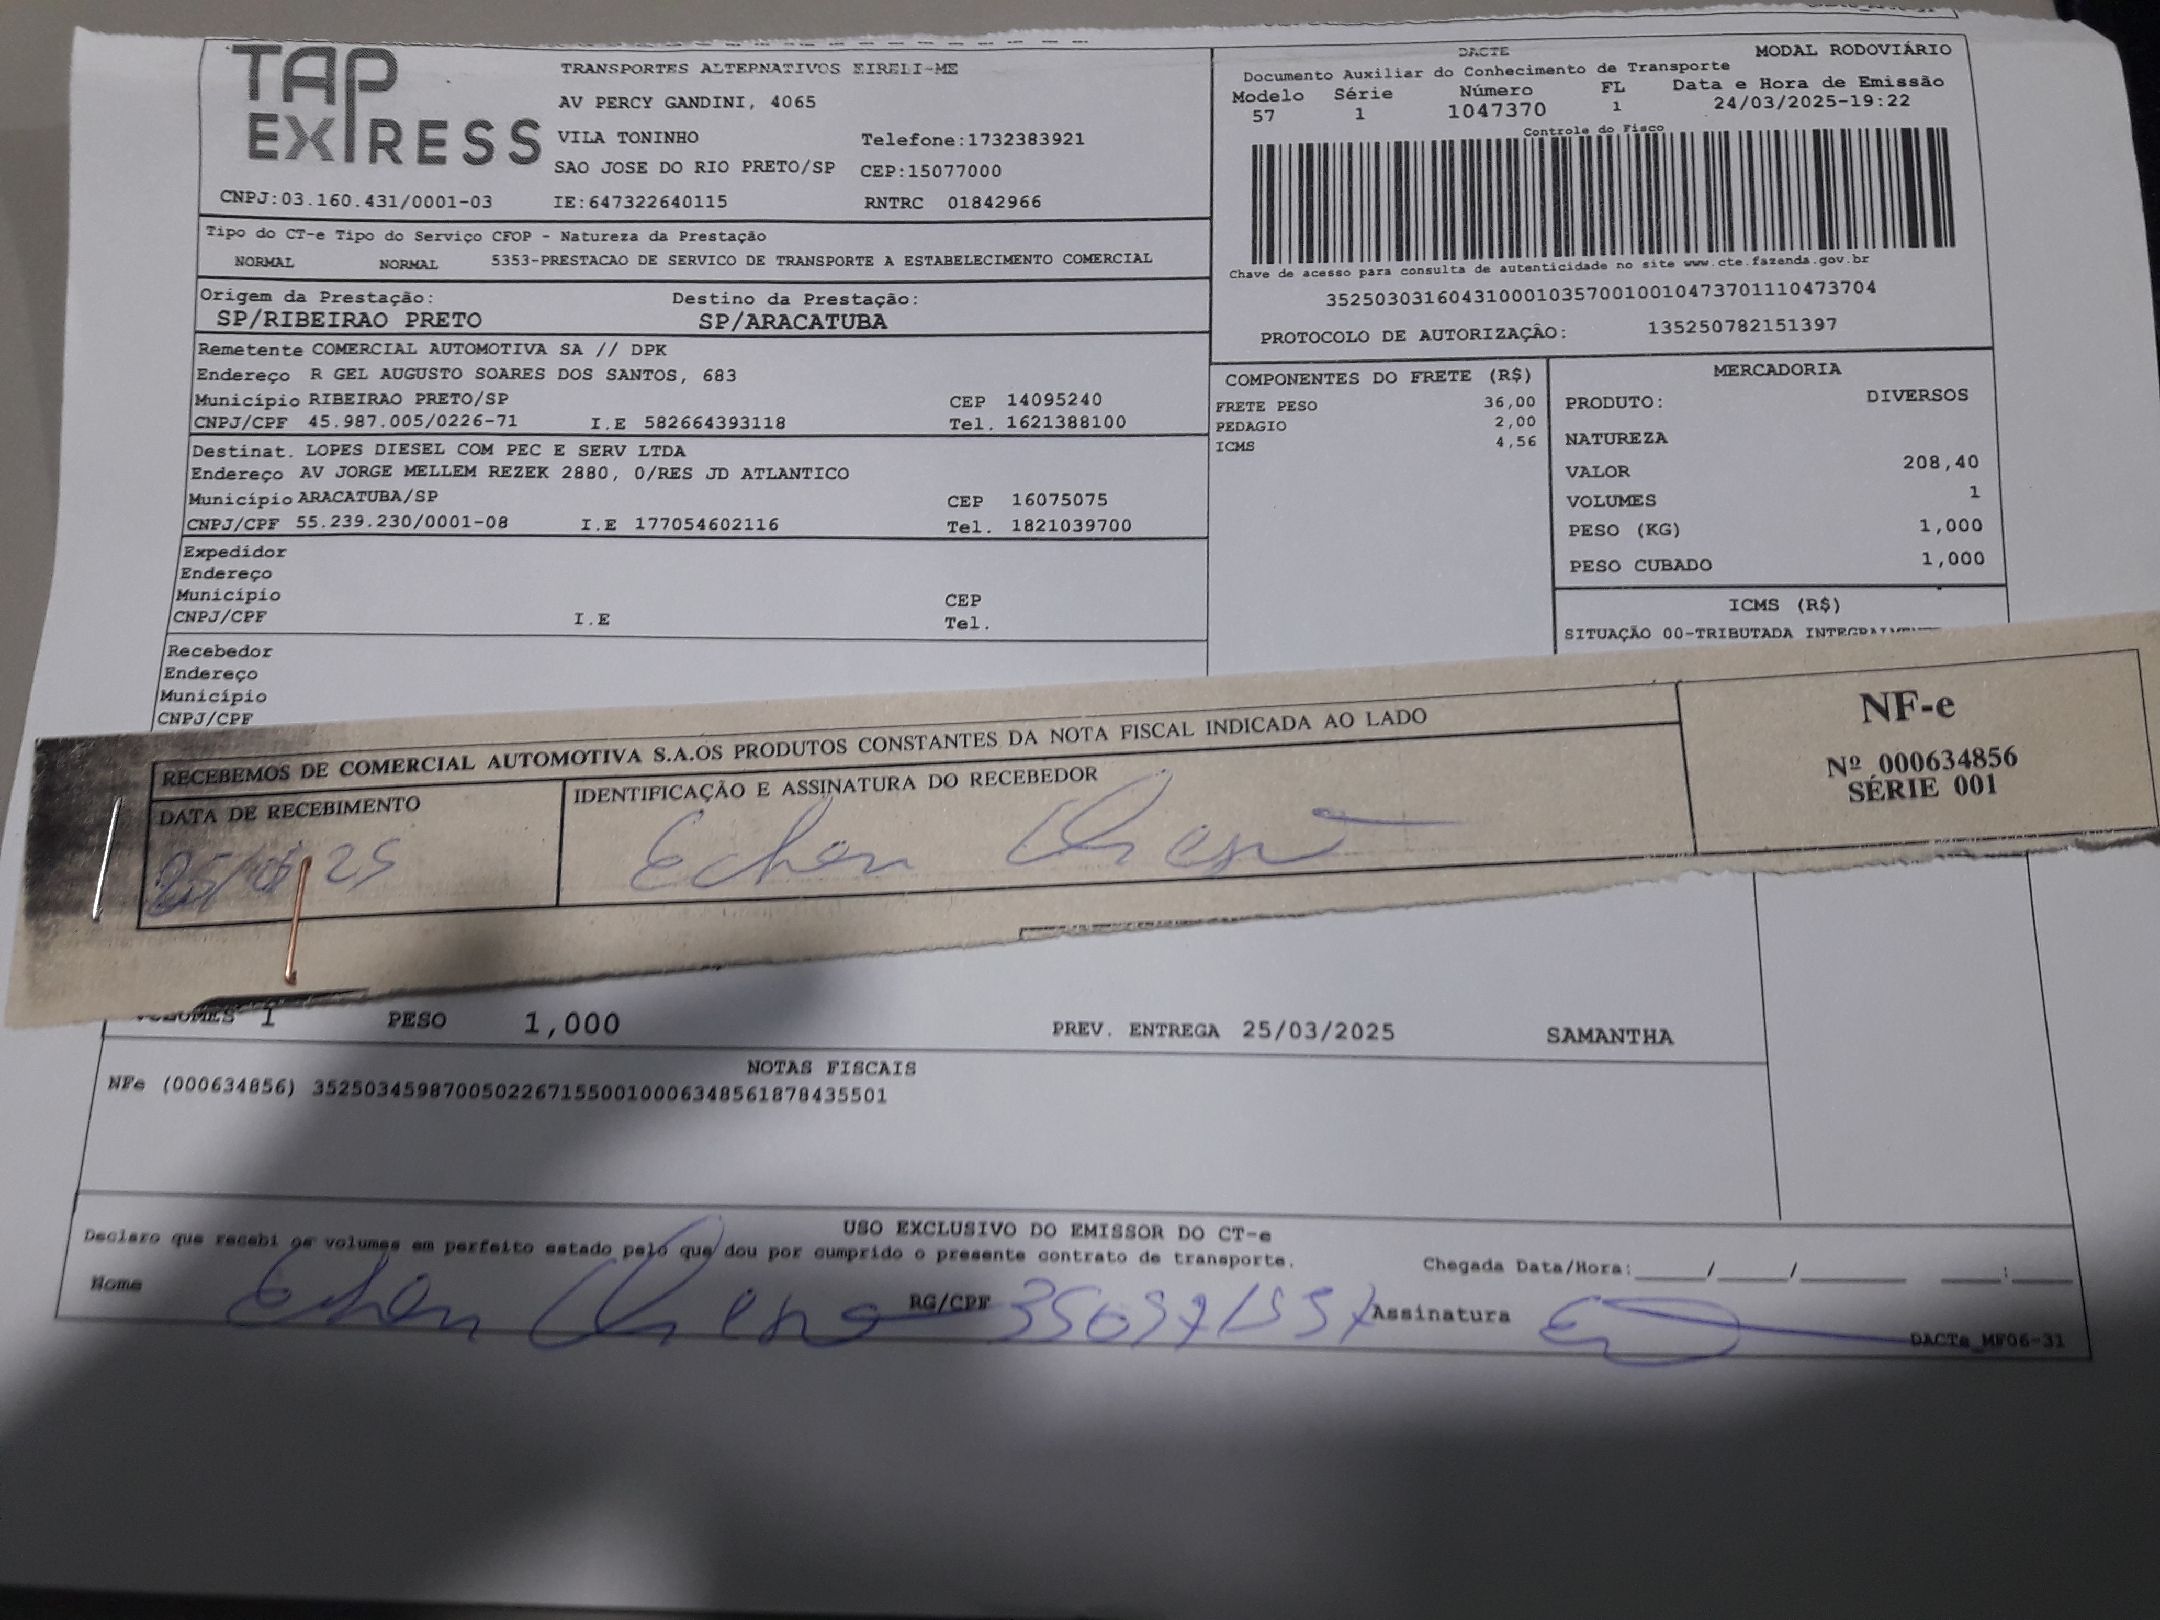 TAP EXPRESS
TRANSPORTES ALTERNATIVOS EIRELI-ME
AV PERCY GANDINI, 4065
VILA TONINHO Telefone:1732383921
SAO JOSE DO RIO PRETO/SP CEP:15077000
CNPJ:03.160.431/0001-03 IE:647322640115 RNTRC 01842966
DACTE MODAL RODOVIÁRIO
Documento Auxiliar do Conhecimento de Transporte
Modelo Série Número FL Data e Hora de Emissão
57 1 1047370 1 24/03/2025-19:22
Controle do Fisco
Chave de acesso para consulta de autenticidade no site www.cte.fazenda.gov.br
35250303160431000103570010010473701110473704
PROTOCOLO DE AUTORIZAÇÃO: 135250782151397
Tipo do CT-e Tipo do Serviço CFOP - Natureza da Prestação
NORMAL NORMAL 5353-PRESTACAO DE SERVICO DE TRANSPORTE A ESTABELECIMENTO COMERCIAL
Origem da Prestação: Destino da Prestação:
SP/RIBEIRAO PRETO SP/ARACATUBA
Remetente COMERCIAL AUTOMOTIVA SA // DPK
Endereço R GEL AUGUSTO SOARES DOS SANTOS, 683
Município RIBEIRAO PRETO/SP CEP 14095240
CNPJ/CPF 45.987.005/0226-71 I.E 582664393118 Tel. 1621388100
Destinat. LOPES DIESEL COM PEC E SERV LTDA
Endereço AV JORGE MELLEM REZEK 2880, 0/RES JD ATLANTICO
Município ARACATUBA/SP CEP 16075075
CNPJ/CPF 55.239.230/0001-08 I.E 177054602116 Tel. 1821039700
Expedidor
Endereço
Município CEP
CNPJ/CPF I.E Tel.
Recebedor
Endereço
Município
CNPJ/CPF
COMPONENTES DO FRETE (R$)
FRETE PESO 36,00
PEDAGIO 2,00
ICMS 4,56
MERCADORIA
PRODUTO: DIVERSOS
NATUREZA
VALOR 208,40
VOLUMES 1
PESO (KG) 1,000
PESO CUBADO 1,000
ICMS (R$)
SITUAÇÃO 00-TRIBUTADA
RECEBEMOS DE COMERCIAL AUTOMOTIVA S.A.OS PRODUTOS CONSTANTES DA NOTA FISCAL INDICADA AO LADO
DATA DE RECEBIMENTO
IDENTIFICAÇÃO E ASSINATURA DO RECEBEDOR
NF-e
Nº 000634856
SÉRIE 001
VOLUMES 1 PESO 1,000 PREV. ENTREGA 25/03/2025 SAMANTHA
NOTAS FISCAIS
NFe (000634856) 35250345987005022671550010006348561878435501
USO EXCLUSIVO DO EMISSOR DO CT-e
Declaro que recebi os volumes em perfeito estado pelo que dou por cumprido o presente contrato de transporte.
Chegada Data/Hora:_____/_____/________ ____:_____
Nome RG/CPF Assinatura
DACTe_MF06-31